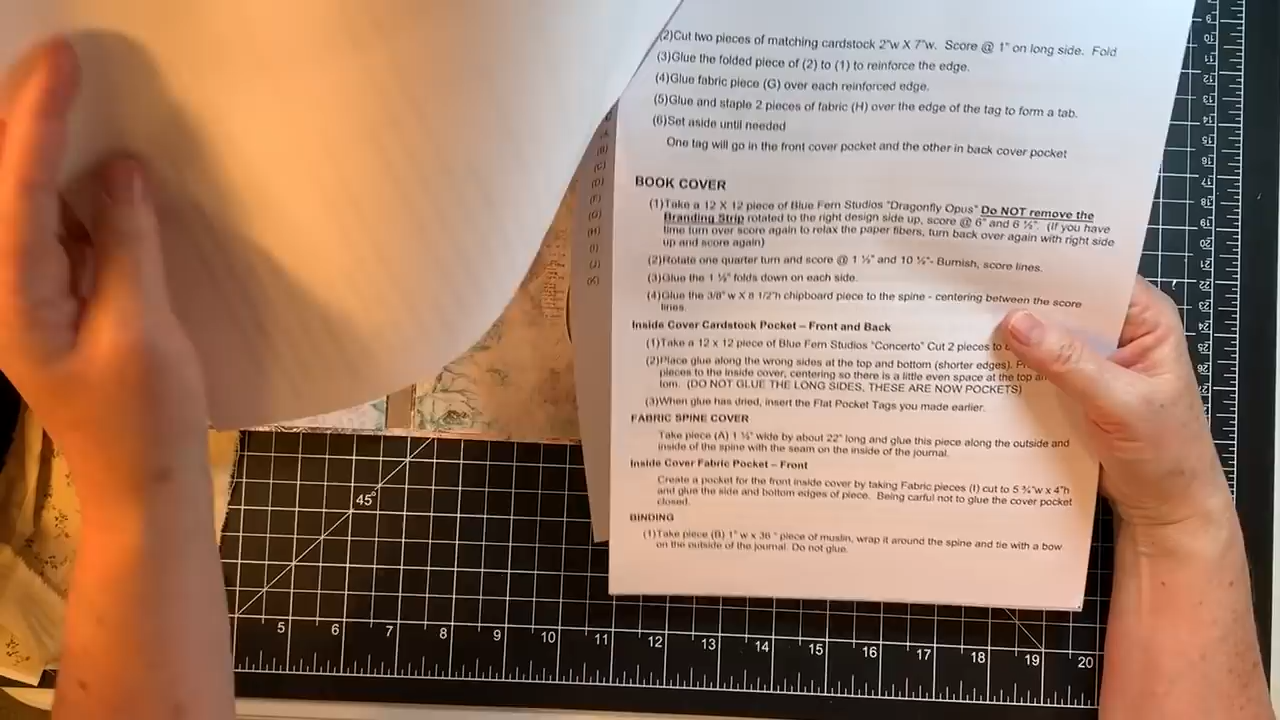 (2)Cut two pieces of matching cardstock 2"w X 7"w. Score @ 1" on long side. Fold
(3)Glue the folded piece of (2) to (1) to reinforce the edge.
(4)Glue fabric piece (G) over each reinforced edge.
(5)Glue and staple 2 pieces of fabric (H) over the edge of the tag to form a tab.
(6)Set aside until needed
One tag will go in the front cover pocket and the other in back cover pocket
BOOK COVER
(1)Take a 12 X 12 piece of Blue Fern Studios "Dragonfly Opus" Do NOT remove the
Branding Strip rotated to the right design side up, score @ 6" and 6 ½". (If you have
time turn over score again to relax the paper fibers, turn back over again with right side
up and score again)
(2)Rotate one quarter turn and score @ 1 ½" and 10 ½"- Burnish, score lines.
(3)Glue the 1 ½" folds down on each side.
(4)Glue the 3/8" w X 8 1/2"h chipboard piece to the spine - centering between the score
lines.
Inside Cover Cardstock Pocket – Front and Back
(1)Take a 12 x 12 piece of Blue Fern Studios "Concerto" Cut 2 pieces to
(2)Place glue along the wrong sides at the top and bottom (shorter edges).
pieces to the inside cover, centering so there is a little even space at the top
tom. (DO NOT GLUE THE LONG SIDES, THESE ARE NOW POCKETS)
(3)When glue has dried, insert the Flat Pocket Tags you made earlier.
FABRIC SPINE COVER
Take piece (A) 1 ½" wide by about 22" long and glue this piece along the outside and
inside of the spine with the seam on the inside of the journal.
Inside Cover Fabric Pocket – Front
Create a pocket for the front inside cover by taking Fabric pieces (I) cut to 5 ¾"w x 4"h
and glue the side and bottom edges of piece. Being carful not to glue the cover pocket
closed.
BINDING
(1)Take piece (B) 1" w x 36 " piece of muslin, wrap it around the spine and tie with a bow
on the outside of the journal. Do not glue.
(B)
(C)
(D)
(F)
(G)
(H)
(I)
(J)
(K)
45°
5 6 7 8 9 10 11 12 13 14 15 16 17 18 19 20
9
10
11
12
13
14
15
16
17
18
19
20
21
22
23
24
25
26